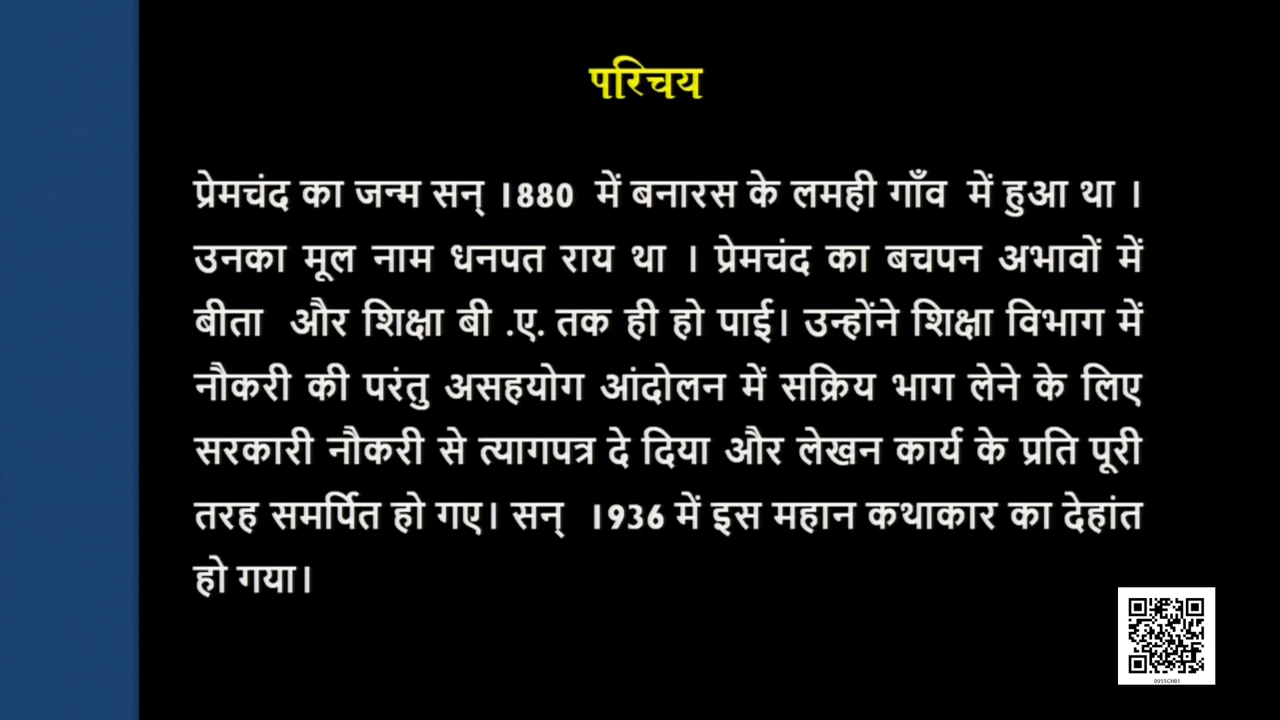 परिचय
प्रेमचंद का जन्म सन् 1880 में बनारस के लमही गाँव में हुआ था ।
उनका मूल नाम धनपत राय था । प्रेमचंद का बचपन अभावों में
बीता और शिक्षा बी .ए. तक ही हो पाई। उन्होंने शिक्षा विभाग में
नौकरी की परंतु असहयोग आंदोलन में सक्रिय भाग लेने के लिए
सरकारी नौकरी से त्यागपत्र दे दिया और लेखन कार्य के प्रति पूरी
तरह समर्पित हो गए। सन् 1936 में इस महान कथाकार का देहांत
हो गया।
0955CH01